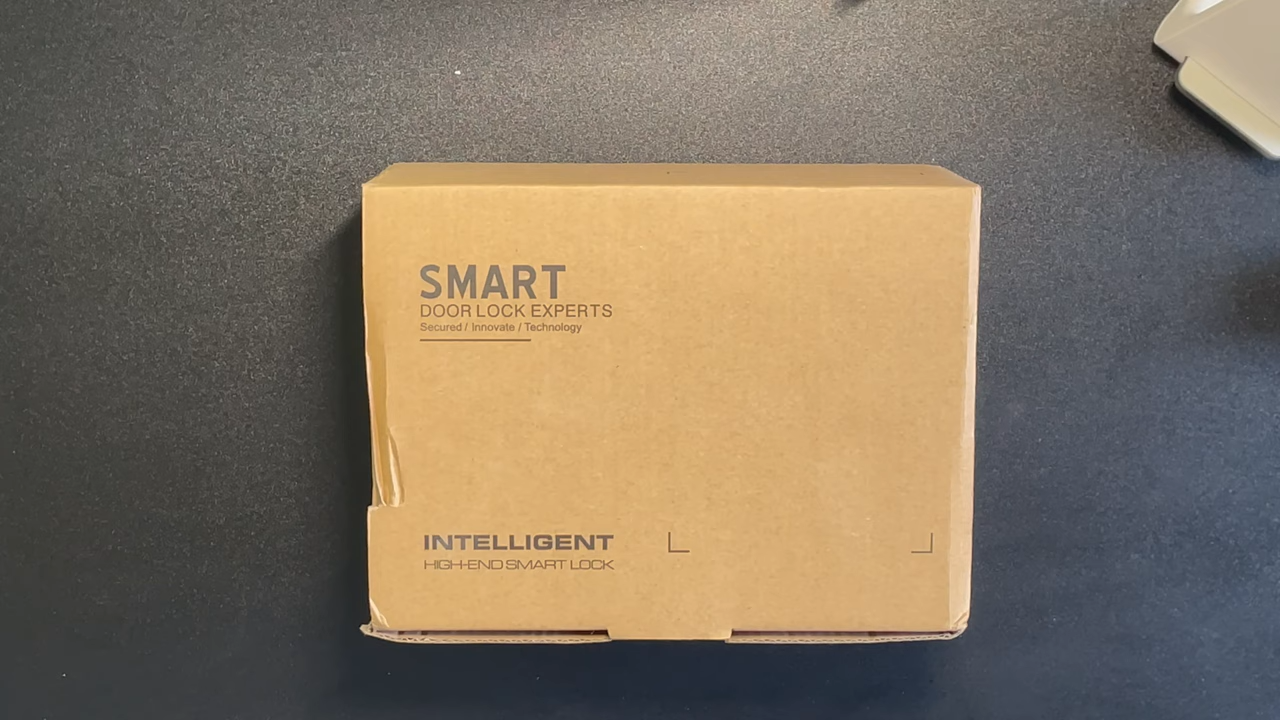 SMART
DOOR LOCK EXPERTS
Secured / Innovate / Technology
INTELLIGENT
HIGH-END SMART LOCK